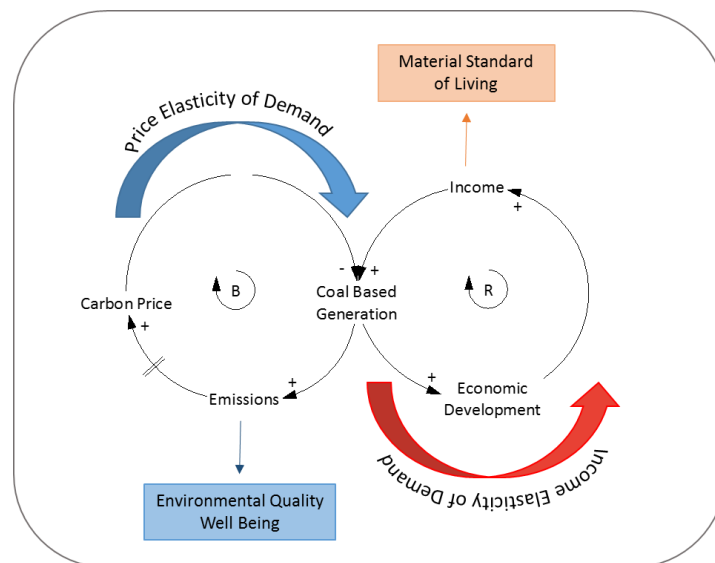 Material Standard
of Living
Price Elasticity of Demand
Income
+
- +
B
R
Carbon Price
Coal Based
Generation
+
+
+
Economic
Development
Emissions
Income Elasticity of Demand
Environmental Quality
Well Being